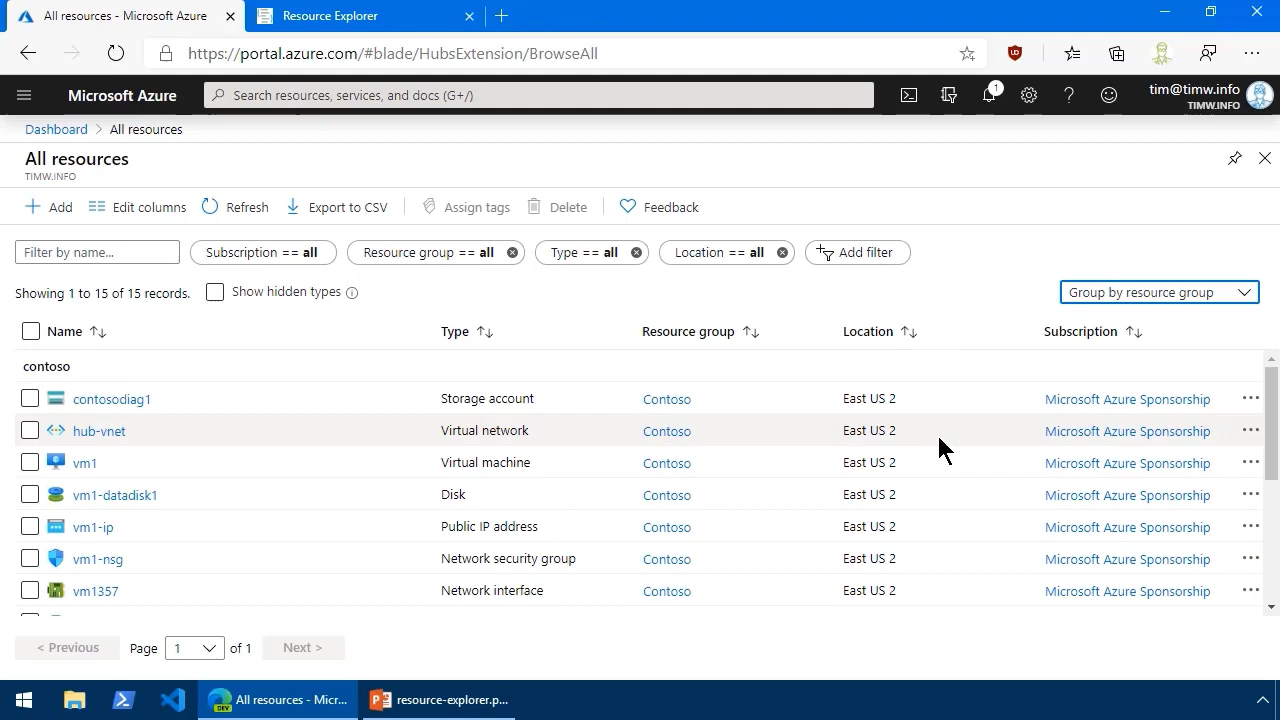 All resources - Microsoft Azure
Resource Explorer
https://portal.azure.com/#blade/HubsExtension/BrowseAll
UD
Microsoft Azure
Search resources, services, and docs (G+/)
1
tim@timw.info
TIMW.INFO
Dashboard > All resources
All resources
TIMW.INFO
Add
Edit columns
Refresh
Export to CSV
Assign tags
Delete
Feedback
Filter by name...
Subscription == all
Resource group == all
Type == all
Location == all
Add filter
Showing 1 to 15 of 15 records.
Show hidden types
Group by resource group
Name Type Resource group Location Subscription
contoso
contosodiag1 Storage account Contoso East US 2 Microsoft Azure Sponsorship
hub-vnet Virtual network Contoso East US 2 Microsoft Azure Sponsorship
vm1 Virtual machine Contoso East US 2 Microsoft Azure Sponsorship
vm1-datadisk1 Disk Contoso East US 2 Microsoft Azure Sponsorship
vm1-ip Public IP address Contoso East US 2 Microsoft Azure Sponsorship
vm1-nsg Network security group Contoso East US 2 Microsoft Azure Sponsorship
vm1357 Network interface Contoso East US 2 Microsoft Azure Sponsorship
< Previous Page 1 of 1 Next >
DEV
All resources - Micr...
resource-explorer.p...